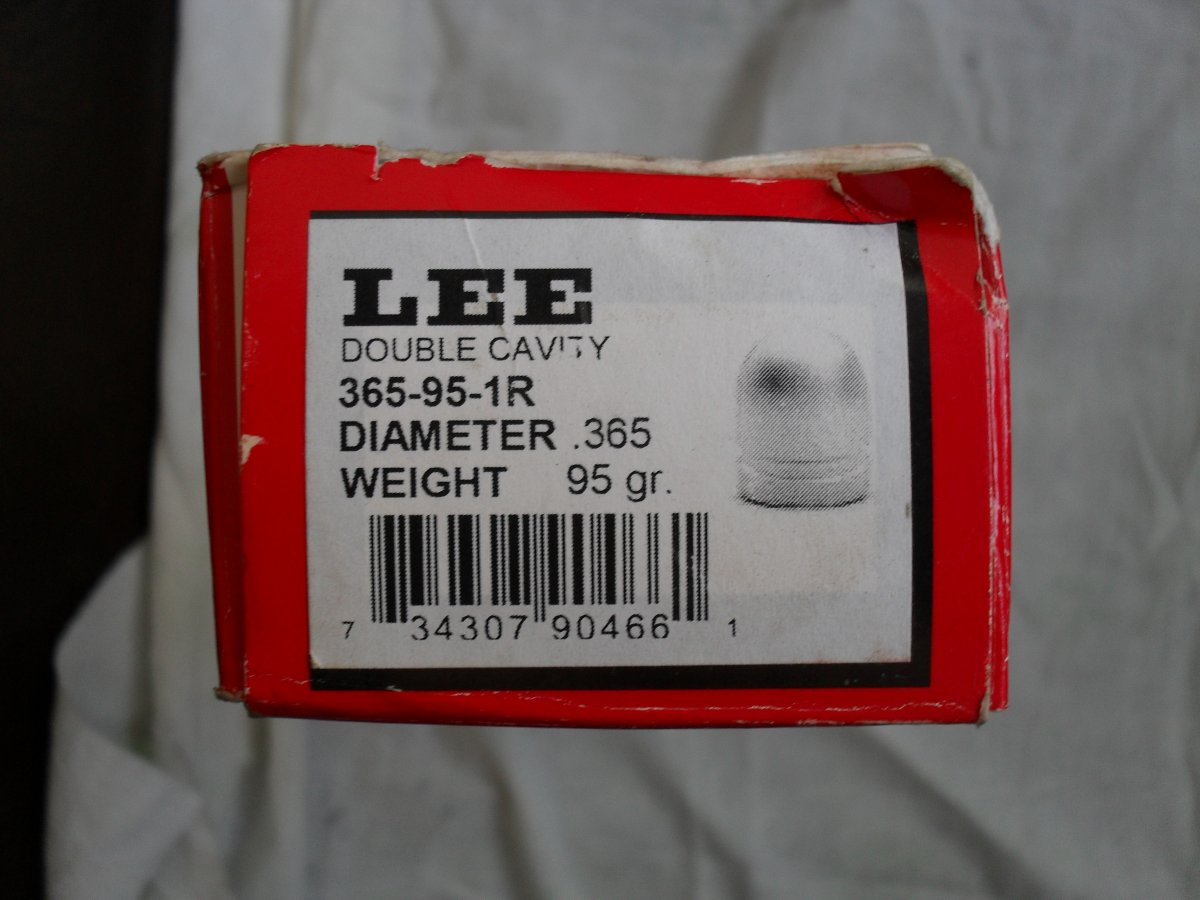 LEE
DOUBLE CAVITY
365-95-1R
DIAMETER .365
WEIGHT 95 gr.
7 34307 90466 1